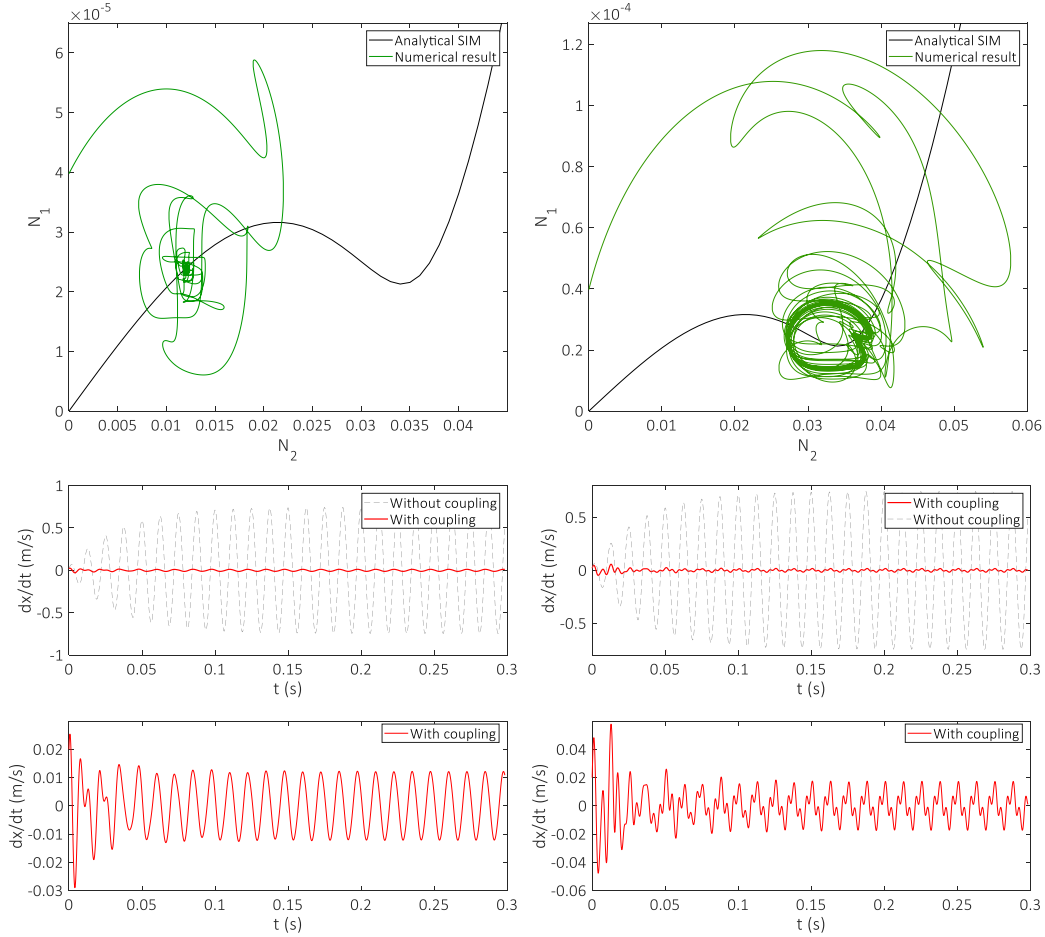 ×10⁻⁵
Analytical SIM
Numerical result
6
5
4
3
2
1
0
N₁
0 0.005 0.01 0.015 0.02 0.025 0.03 0.035 0.04
N₂
×10⁻⁴
Analytical SIM
Numerical result
1.2
1
0.8
0.6
0.4
0.2
0
N₁
0 0.01 0.02 0.03 0.04 0.05 0.06
N₂
Without coupling
With coupling
1
0.5
0
-0.5
-1
dx/dt (m/s)
0 0.05 0.1 0.15 0.2 0.25 0.3
t (s)
With coupling
Without coupling
0.5
0
-0.5
dx/dt (m/s)
0 0.05 0.1 0.15 0.2 0.25 0.3
t (s)
With coupling
0.02
0.01
0
-0.01
-0.02
-0.03
dx/dt (m/s)
0 0.05 0.1 0.15 0.2 0.25 0.3
t (s)
With coupling
0.04
0.02
0
-0.02
-0.04
-0.06
dx/dt (m/s)
0 0.05 0.1 0.15 0.2 0.25 0.3
t (s)